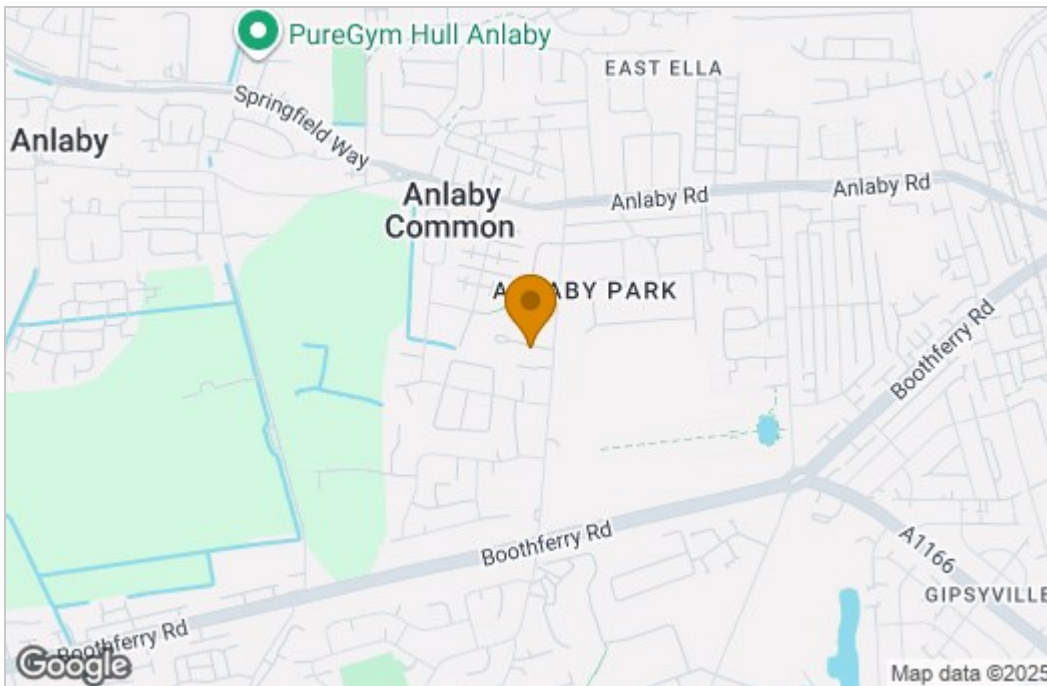 PureGym Hull Anlaby
EAST ELLA
Springfield Way
Anlaby
Anlaby
Common
Anlaby Rd
Anlaby Rd
PARK
Boothferry Rd
Boothferry Rd
A1166
GIPSYVILLE
Boothferry Rd
Google
Map data ©2025